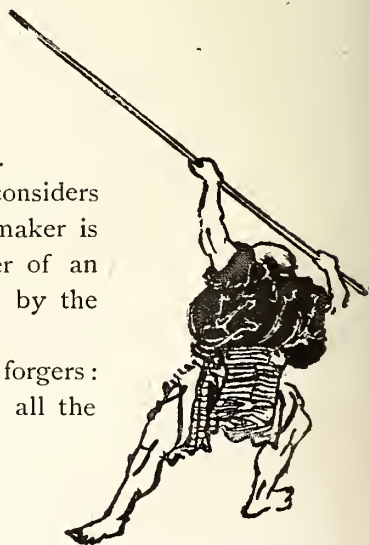 considers
maker is
er of an
by the
forgers:
all the